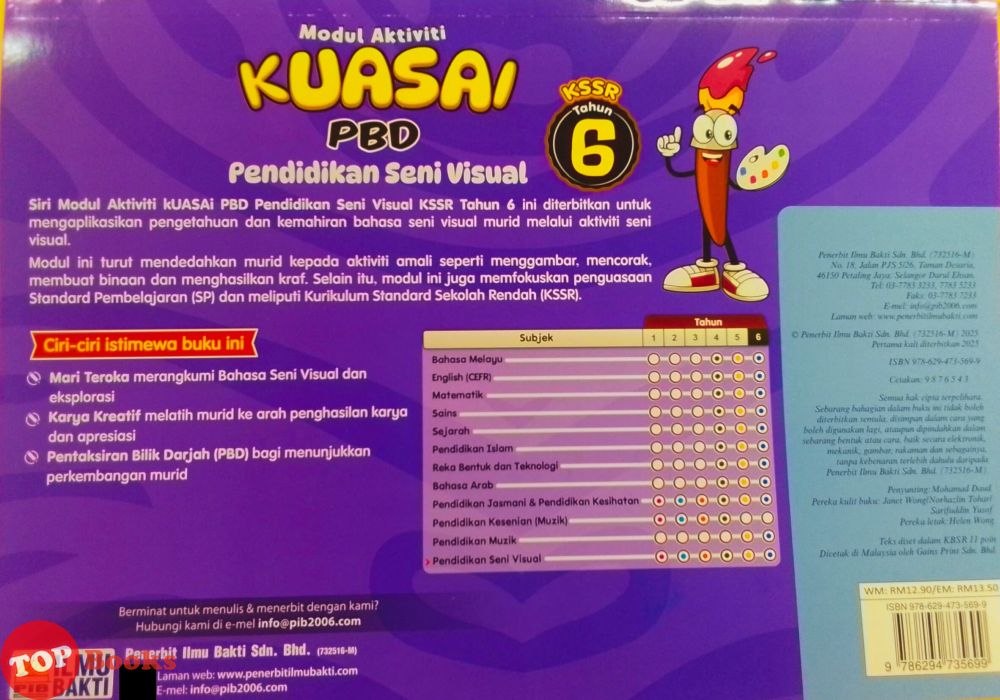 Modul Aktiviti
KUASAI
PBD
Pendidikan Seni Visual
KSSR
Tahun
6
Siri Modul Aktiviti kUASAi PBD Pendidikan Seni Visual KSSR Tahun 6 ini diterbitkan untuk
mengaplikasikan pengetahuan dan kemahiran bahasa seni visual murid melalui aktiviti seni
visual.
Modul ini turut mendedahkan murid kepada aktiviti amali seperti menggambar, mencorak,
membuat binaan dan menghasilkan kraf. Selain itu, modul ini juga memfokuskan penguasaan
Standard Pembelajaran (SP) dan meliputi Kurikulum Standard Sekolah Rendah (KSSR).
Ciri-ciri istimewa buku ini
Mari Teroka merangkumi Bahasa Seni Visual dan
eksplorasi
Karya Kreatif melatih murid ke arah penghasilan karya
dan apresiasi
Pentaksiran Bilik Darjah (PBD) bagi menunjukkan
perkembangan murid
Tahun
Subjek 1 2 3 4 5 6
Bahasa Melayu
English (CEFR)
Matematik
Sains
Sejarah
Pendidikan Islam
Reka Bentuk dan Teknologi
Bahasa Arab
Pendidikan Jasmani & Pendidikan Kesihatan
Pendidikan Kesenian (Muzik)
Pendidikan Muzik
Pendidikan Seni Visual
Penerbit Ilmu Bakti Sdn. Bhd. (732516-M)
No. 18, Jalan PJS 5/26, Taman Desaria,
46150 Petaling Jaya, Selangor Darul Ehsan.
Tel: 03-7783 3233, 7783 5233
Faks: 03-7783 7233
E-mel: info@pib2006.com
Laman web: www.penerbitilmubakti.com
© Penerbit Ilmu Bakti Sdn. Bhd. (732516-M) 2025
Pertama kali diterbitkan 2025
ISBN 978-629-473-569-9
Cetakan: 9 8 7 6 5 4 3
Semua hak cipta terpelihara.
Sebarang bahagian dalam buku ini tidak boleh
diterbitkan semula, disimpan dalam cara yang
boleh digunakan lagi, ataupun dipindahkan dalam
sebarang bentuk atau cara, baik secara elektronik,
mekanik, gambar, rakaman dan sebagainya,
tanpa kebenaran terlebih dahulu daripada
Penerbit Ilmu Bakti Sdn. Bhd. (732516-M)
Penyunting: Mohamad Daud
Pereka kulit buku: Janet Wong/Norhazlin Tohari
Sarifuddin Yusof
Pereka letak: Helen Wong
Teks diset dalam KBSR 11 poin
Dicetak di Malaysia oleh Gains Print Sdn. Bhd.
WM: RM12.90/EM: RM13.50
ISBN 978-629-473-569-9
9 786294 735699
Berminat untuk menulis & menerbit dengan kami?
Hubungi kami di e-mel info@pib2006.com
TOP Books
PIB ILMU
BAKTI
Penerbit Ilmu Bakti Sdn. Bhd. (732516-M)
Laman web: www.penerbitilmubakti.com
E-mel: info@pib2006.com